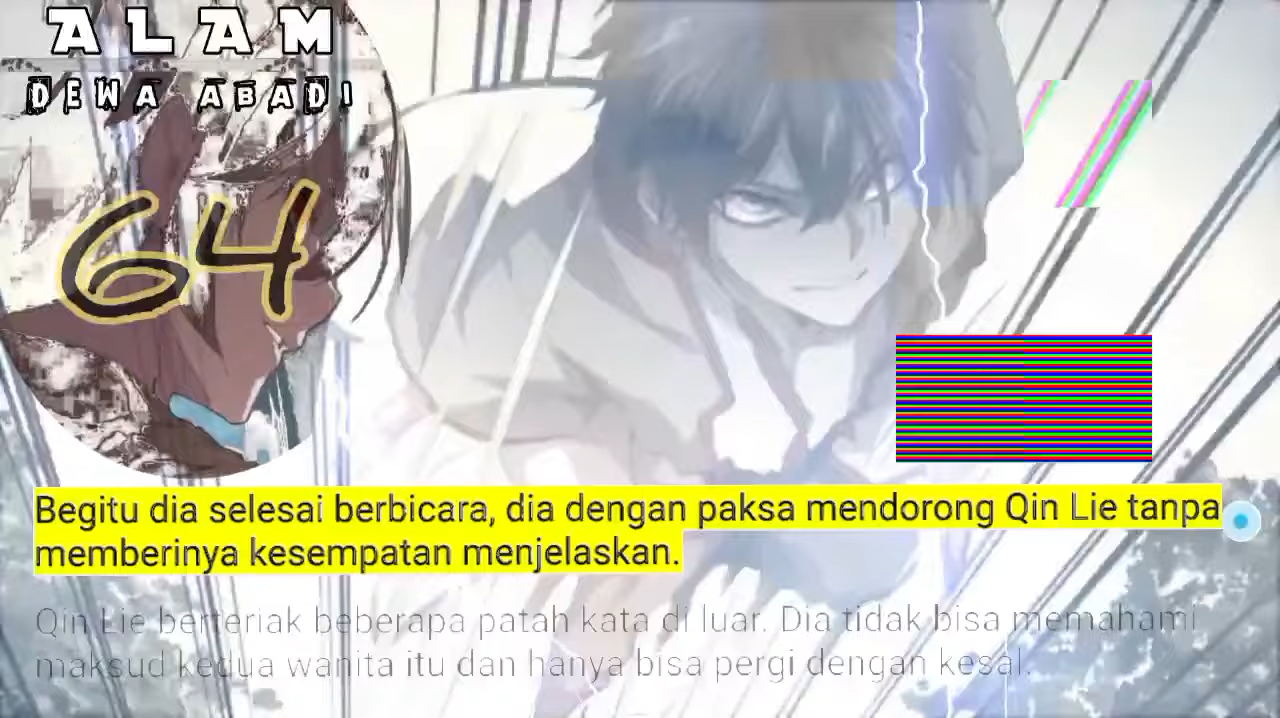 ALAM
DEWA ABADI
64
Begitu dia selesai berbicara, dia dengan paksa mendorong Qin Lie tanpa
memberinya kesempatan menjelaskan.
Qin Lie berteriak beberapa patah kata di luar. Dia tidak bisa memahami
maksud kedua wanita itu dan hanya bisa pergi dengan kesal.